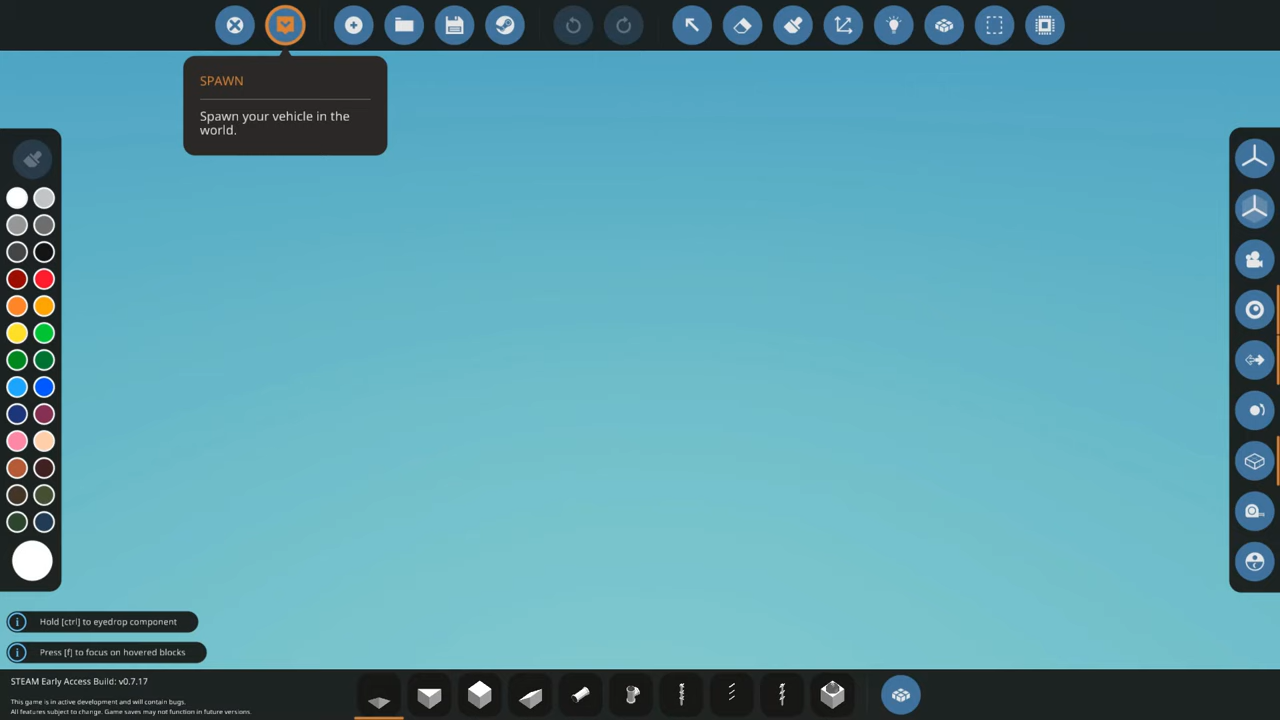 SPAWN
Spawn your vehicle in the
world.
Hold [ctrl] to eyedrop component
Press [f] to focus on hovered blocks
STEAM Early Access Build: v0.7.17
This game is in active development and will contain bugs.
All features subject to change. Game saves may not function in future versions.